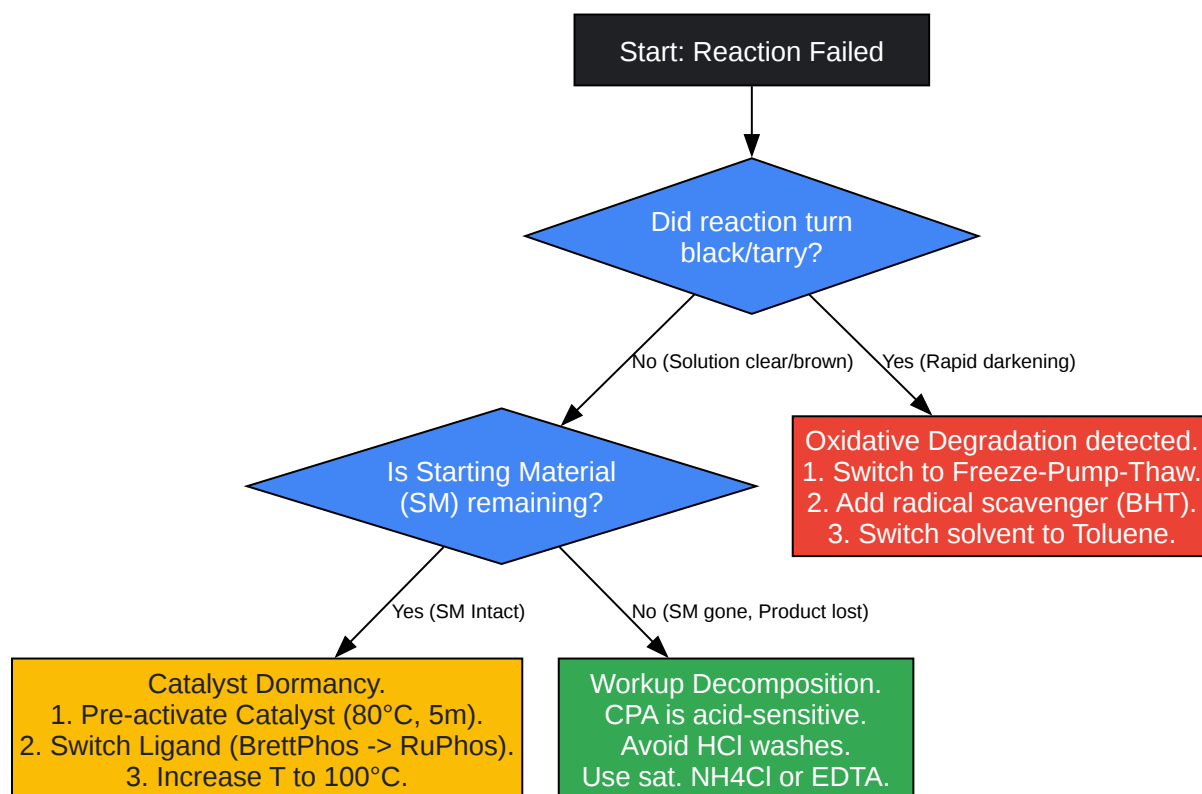 Start: Reaction Failed
Did reaction turn
black/tarry?
No (Solution clear/brown)
Yes (Rapid darkening)
Is Starting Material
(SM) remaining?
Oxidative Degradation detected.
1. Switch to Freeze-Pump-Thaw.
2. Add radical scavenger (BHT).
3. Switch solvent to Toluene.
Yes (SM Intact)
No (SM gone, Product lost)
Catalyst Dormancy.
1. Pre-activate Catalyst (80°C, 5m).
2. Switch Ligand (BrettPhos -> RuPhos).
3. Increase T to 100°C.
Workup Decomposition.
CPA is acid-sensitive.
Avoid HCl washes.
Use sat. NH4Cl or EDTA.